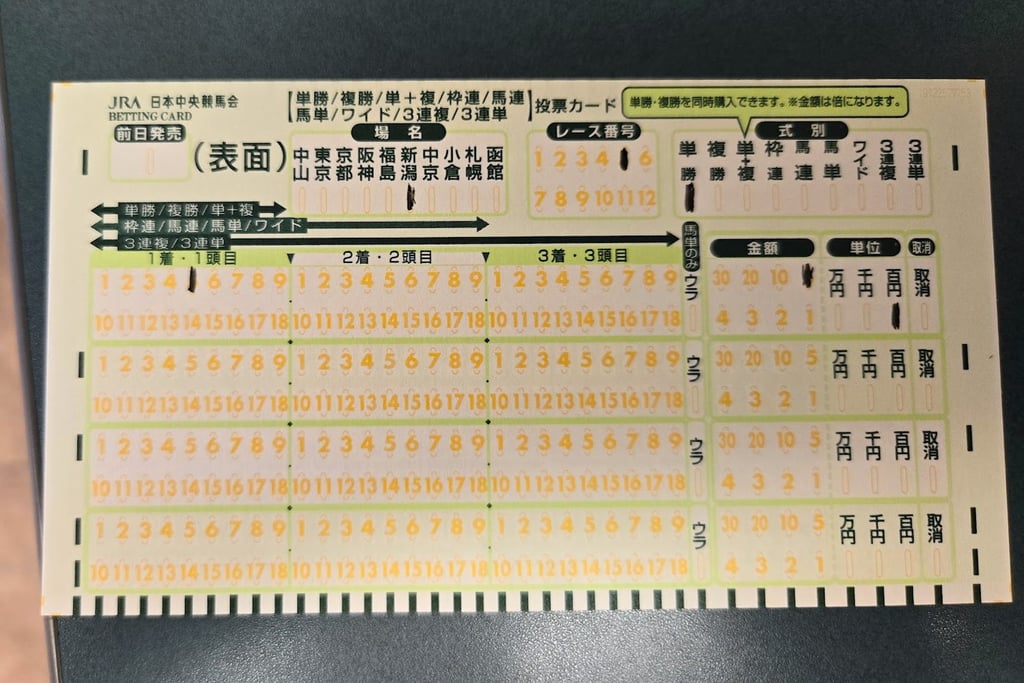 JRA 日本中央競馬会
BETTING CARD
前日発売
(表面)
【単勝/複勝/単+複/枠連/馬連
馬単/ワイド/3連複/3連単】投票カード
単勝・複勝を同時購入できます。※金額は倍になります。
場名
中山 東京 京都 阪神 福島 新潟 中京 小倉 札幌 函館
レース番号
1 2 3 4 6
7 8 9 10 11 12
式別
単勝 複勝 単+複 枠連 馬連 馬単 ワイド 3連複 3連単
単勝/複勝/単+複
枠連/馬連/馬単/ワイド
3連複/3連単
1着・1頭目 2着・2頭目 3着・3頭目
馬単のみ
金額 単位 取消
1 2 3 4 6 7 8 9 1 2 3 4 5 6 7 8 9 1 2 3 4 5 6 7 8 9 ウラ 30 20 10 万円 千円 百円 取消
10 11 12 13 14 15 16 17 18 10 11 12 13 14 15 16 17 18 10 11 12 13 14 15 16 17 18 4 3 2 1
1 2 3 4 5 6 7 8 9 1 2 3 4 5 6 7 8 9 1 2 3 4 5 6 7 8 9 ウラ 30 20 10 5 万円 千円 百円 取消
10 11 12 13 14 15 16 17 18 10 11 12 13 14 15 16 17 18 10 11 12 13 14 15 16 17 18 4 3 2 1
1 2 3 4 5 6 7 8 9 1 2 3 4 5 6 7 8 9 1 2 3 4 5 6 7 8 9 ウラ 30 20 10 5 万円 千円 百円 取消
10 11 12 13 14 15 16 17 18 10 11 12 13 14 15 16 17 18 10 11 12 13 14 15 16 17 18 4 3 2 1
1 2 3 4 5 6 7 8 9 1 2 3 4 5 6 7 8 9 1 2 3 4 5 6 7 8 9 ウラ 30 20 10 5 万円 千円 百円 取消
10 11 12 13 14 15 16 17 18 10 11 12 13 14 15 16 17 18 10 11 12 13 14 15 16 17 18 4 3 2 1